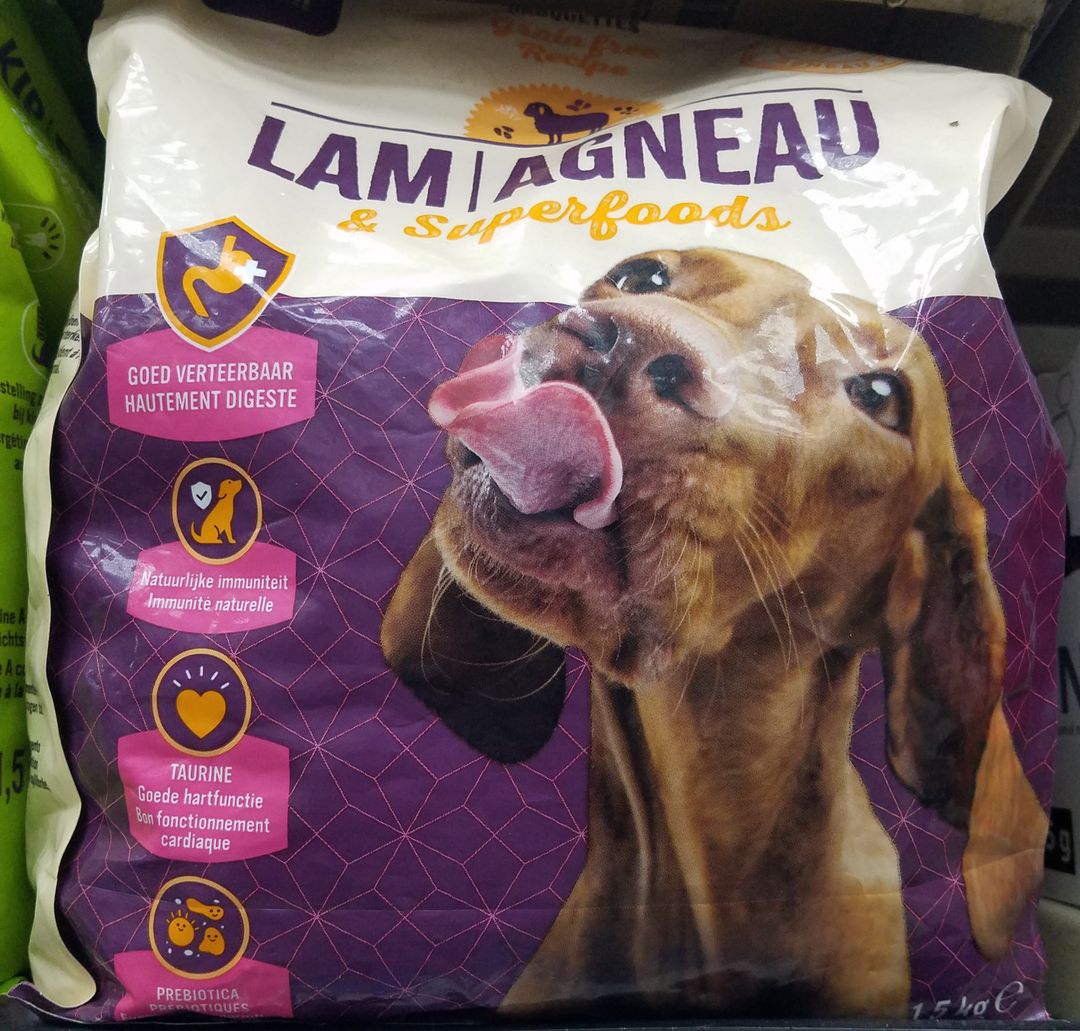 Grain free
Recipe
LAM | AGNEAU
& Superfoods
GOED VERTEERBAAR
HAUTEMENT DIGESTE
Natuurlijke immuniteit
Immunité naturelle
TAURINE
Goede hartfunctie
Bon fonctionnement
cardiaque
PREBIOTICA
PREBIOTIQUES
1,5 kg e